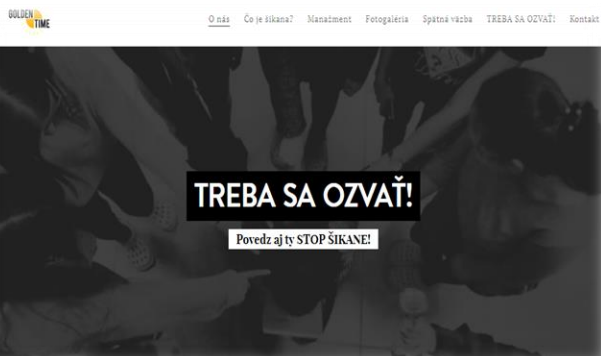 GOLDEN
TIME
O nás Čo je šikana? Manažment Fotogaléria Spätná väzba TREBA SA OZVAŤ! Kontakt
TREBA SA OZVAŤ!
Povedz aj ty STOP ŠIKANE!